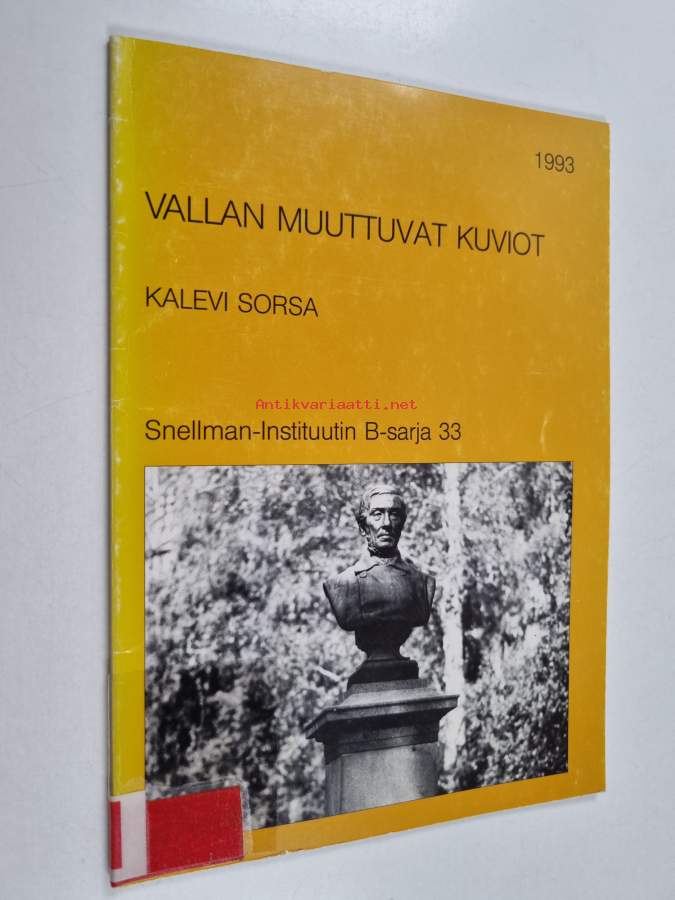 1993
VALLAN MUUTTUVAT KUVIOT
KALEVI SORSA
Antikvariaatti.net
Snellman-Instituutin B-sarja 33